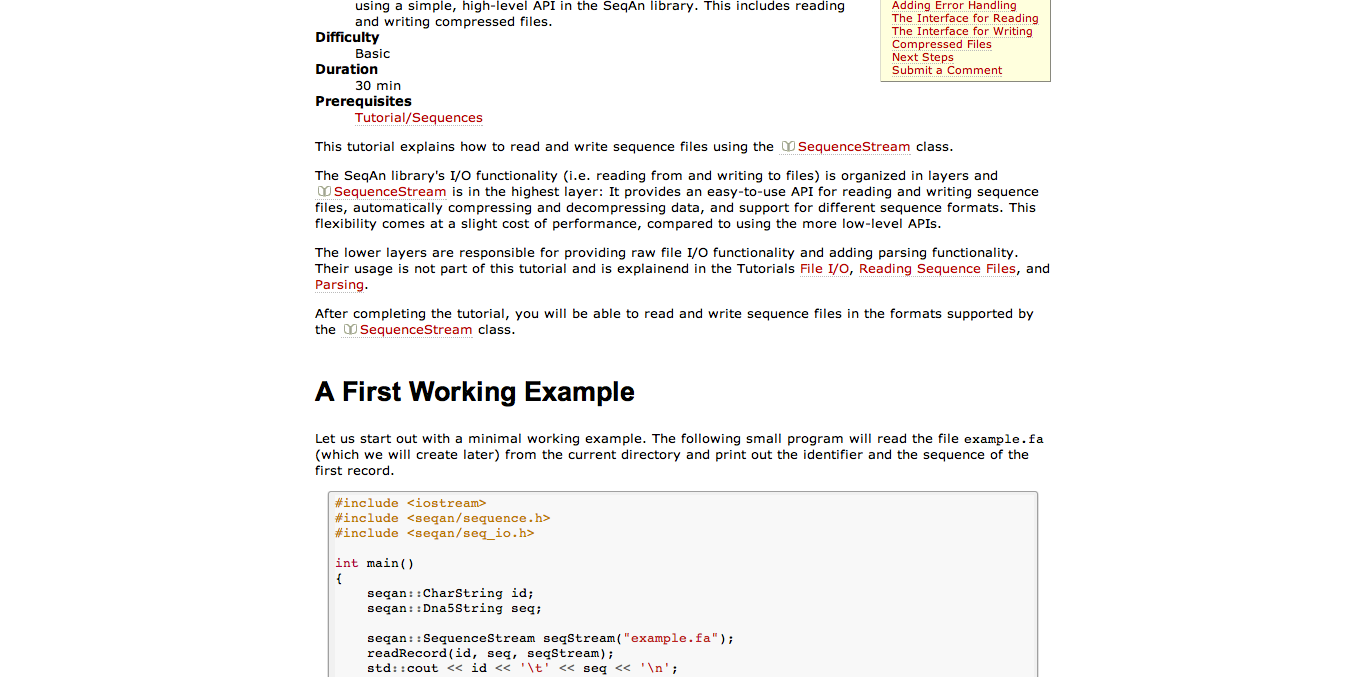 using a simple, high-level API in the SeqAn library. This includes reading
and writing compressed files.
Difficulty
Basic
Duration
30 min
Prerequisites
Tutorial/Sequences
Adding Error Handling
The Interface for Reading
The Interface for Writing
Compressed Files
Next Steps
Submit a Comment
This tutorial explains how to read and write sequence files using the SequenceStream class.
The SeqAn library's I/O functionality (i.e. reading from and writing to files) is organized in layers and
SequenceStream is in the highest layer: It provides an easy-to-use API for reading and writing sequence
files, automatically compressing and decompressing data, and support for different sequence formats. This
flexibility comes at a slight cost of performance, compared to using the more low-level APIs.
The lower layers are responsible for providing raw file I/O functionality and adding parsing functionality.
Their usage is not part of this tutorial and is explainend in the Tutorials File I/O, Reading Sequence Files, and
Parsing.
After completing the tutorial, you will be able to read and write sequence files in the formats supported by
the SequenceStream class.
A First Working Example
Let us start out with a minimal working example. The following small program will read the file example.fa
(which we will create later) from the current directory and print out the identifier and the sequence of the
first record.
#include <iostream>
#include <seqan/sequence.h>
#include <seqan/seq_io.h>
int main()
{
seqan::CharString id;
seqan::Dna5String seq;
seqan::SequenceStream seqStream("example.fa");
readRecord(id, seq, seqStream);
std::cout << id << '\t' << seq << '\n';